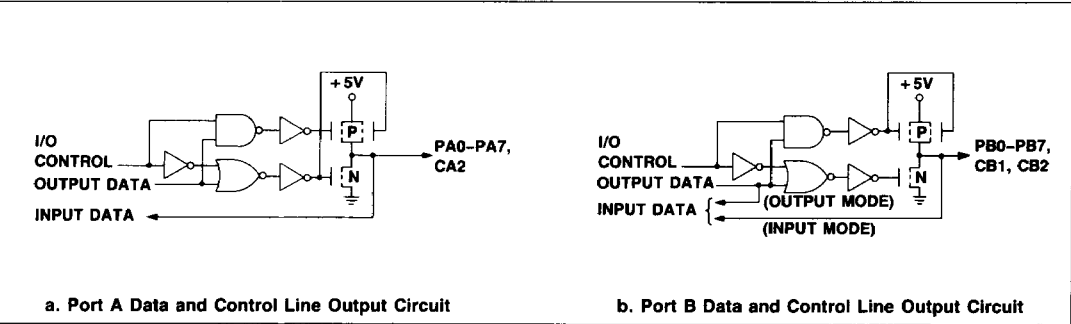 +5V
P
N
I/O
CONTROL
OUTPUT DATA
INPUT DATA
PA0–PA7,
CA2
a. Port A Data and Control Line Output Circuit
+5V
P
N
I/O
CONTROL
OUTPUT DATA
INPUT DATA
(OUTPUT MODE)
(INPUT MODE)
PB0–PB7,
CB1, CB2
b. Port B Data and Control Line Output Circuit